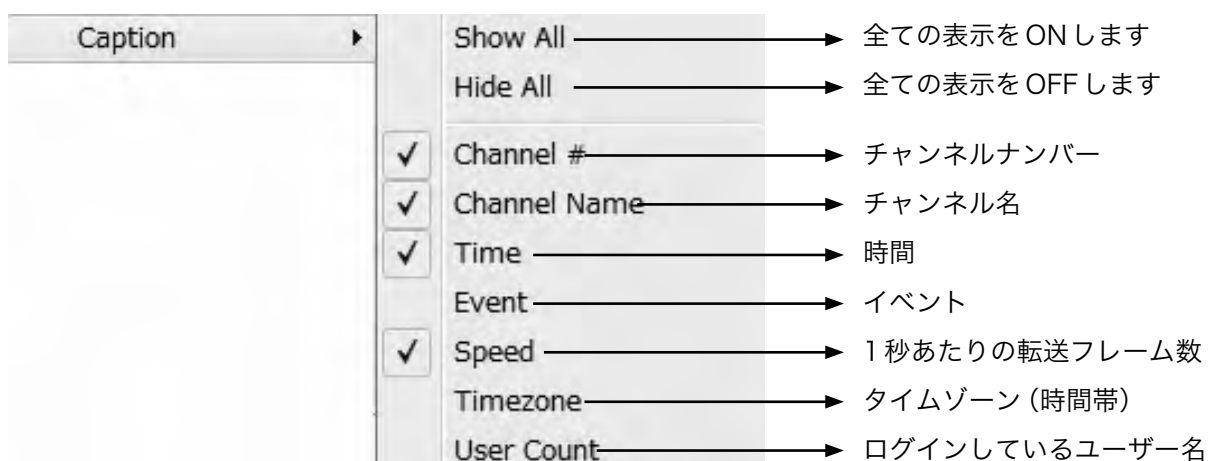 Caption Show All 全ての表示をONします
Hide All 全ての表示をOFFします
Channel # チャンネルナンバー
Channel Name チャンネル名
Time 時間
Event イベント
Speed 1秒あたりの転送フレーム数
Timezone タイムゾーン(時間帯)
User Count ログインしているユーザー名